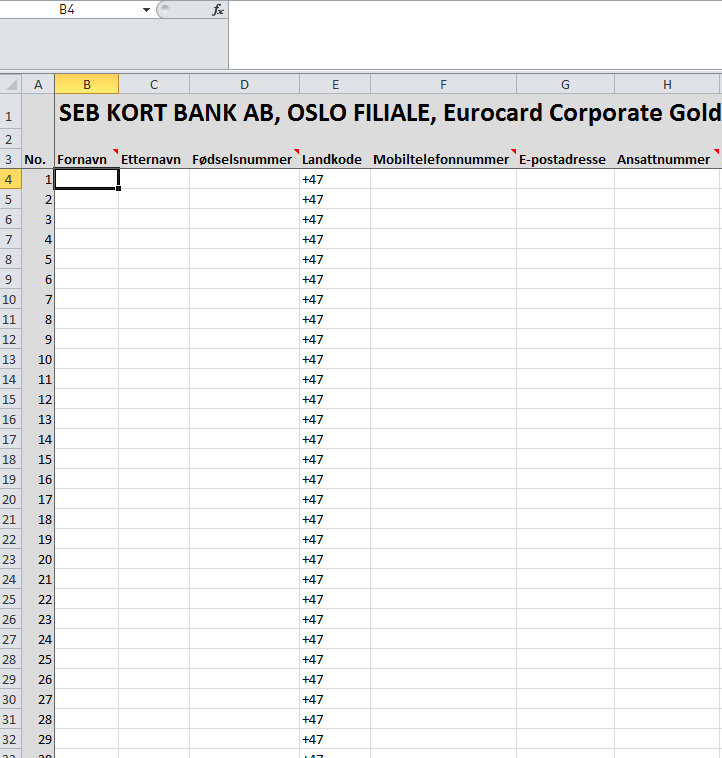 B4 fx
A B C D E F G H
1 SEB KORT BANK AB, OSLO FILIALE, Eurocard Corporate Gold
2
3 No. Fornavn Etternavn Fødselsnummer Landkode Mobiltelefonnummer E-postadresse Ansattnummer
4 1 +47
5 2 +47
6 3 +47
7 4 +47
8 5 +47
9 6 +47
10 7 +47
11 8 +47
12 9 +47
13 10 +47
14 11 +47
15 12 +47
16 13 +47
17 14 +47
18 15 +47
19 16 +47
20 17 +47
21 18 +47
22 19 +47
23 20 +47
24 21 +47
25 22 +47
26 23 +47
27 24 +47
28 25 +47
29 26 +47
30 27 +47
31 28 +47
32 29 +47